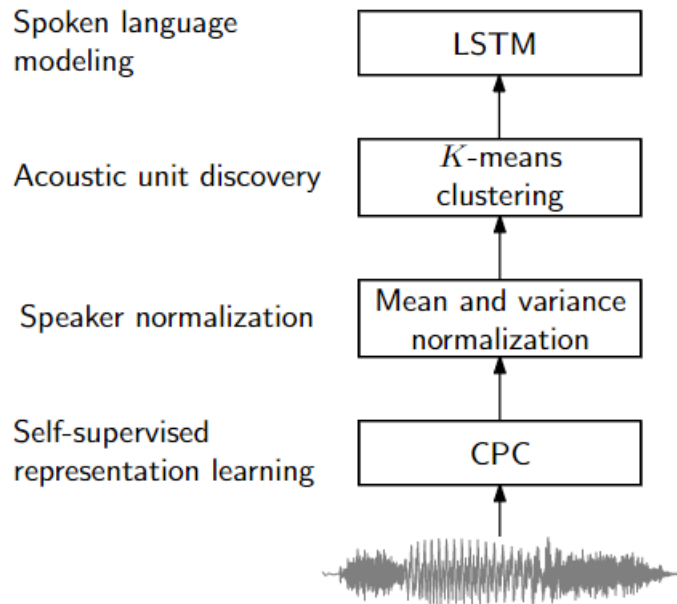 Spoken language
modeling
LSTM
Acoustic unit discovery
K-means
clustering
Speaker normalization
Mean and variance
normalization
Self-supervised
representation learning
CPC